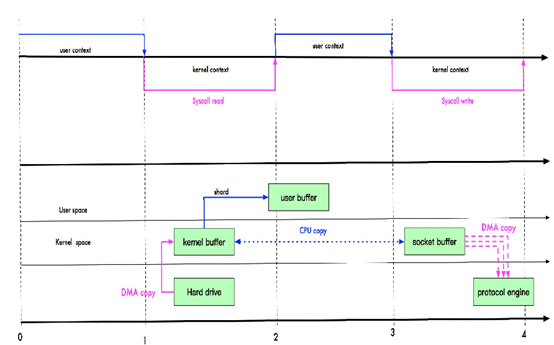 user context
user context
kernel context
kernel context
Syscall read
Syscall write
shard
user buffer
User space
CPU copy
DMA copy
Kernel space
kernel buffer
socket buffer
DMA copy
Hard drive
protocol engine
0
1
2
3
4